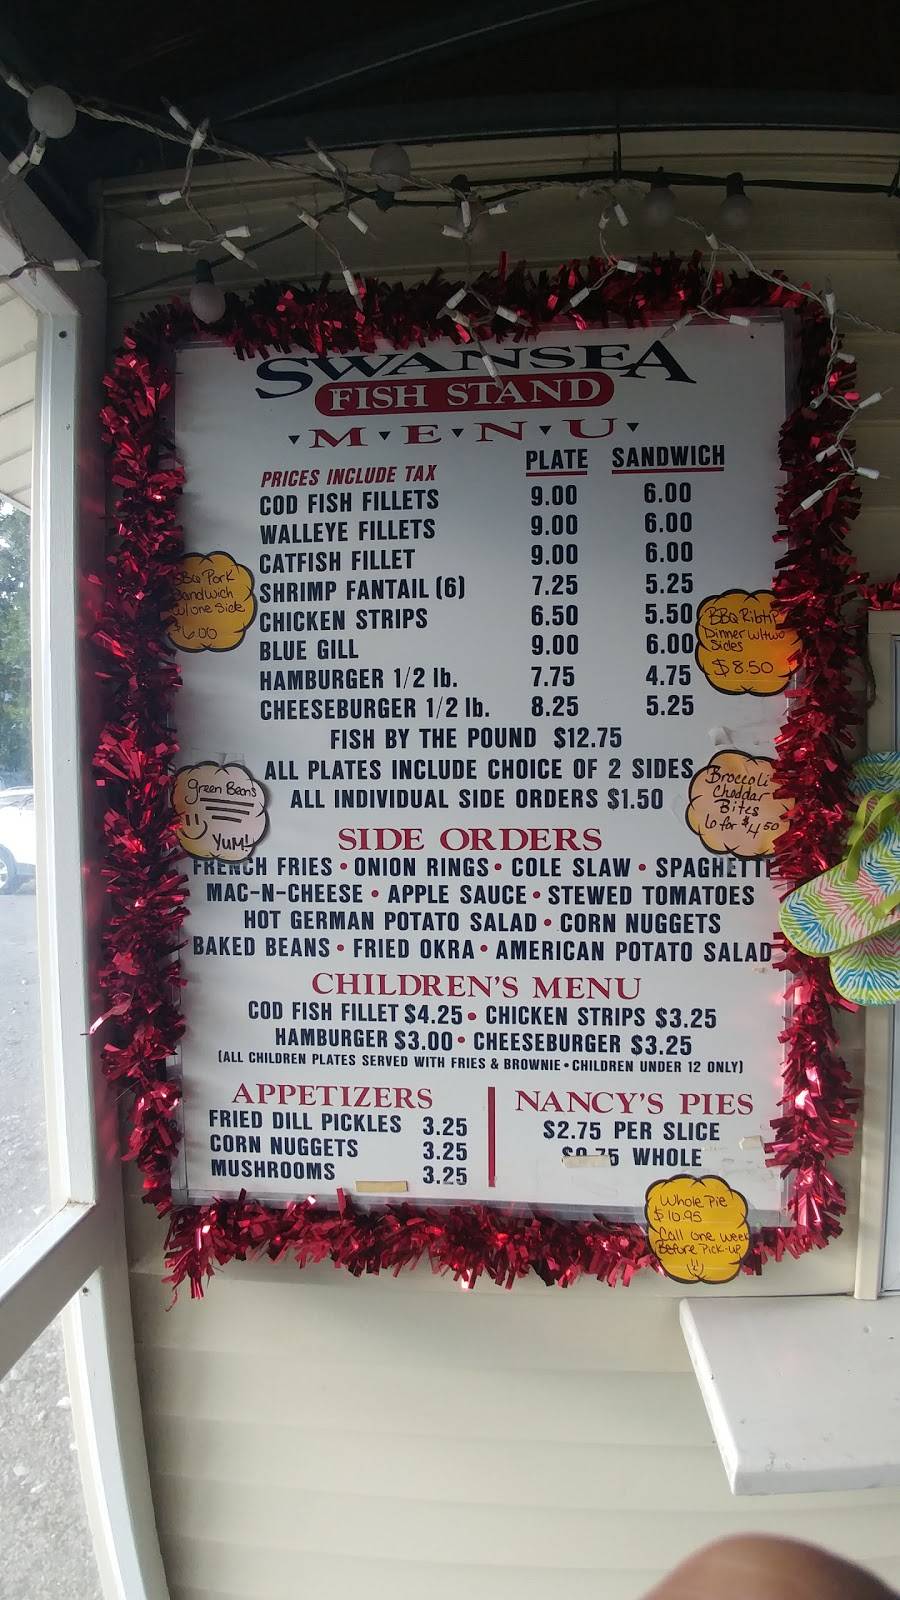 SWANSEA
FISH STAND
M·E·N·U
PLATE SANDWICH
PRICES INCLUDE TAX
COD FISH FILLETS 9.00 6.00
WALLEYE FILLETS 9.00 6.00
CATFISH FILLET 9.00 6.00
SHRIMP FANTAIL (6) 7.25 5.25
CHICKEN STRIPS 6.50 5.50
BLUE GILL 9.00 6.00
HAMBURGER 1/2 lb. 7.75 4.75
CHEESEBURGER 1/2 lb. 8.25 5.25
FISH BY THE POUND $12.75
ALL PLATES INCLUDE CHOICE OF 2 SIDES
ALL INDIVIDUAL SIDE ORDERS $1.50
BBQ Pork
Sandwich
w/one Side
$6.00
BBQ Ribtip
Dinner w/two
Sides
$8.50
green Beans
YUM!
Broccoli
Cheddar
Bites
6 for $4.50
SIDE ORDERS
FRENCH FRIES • ONION RINGS • COLE SLAW • SPAGHETTI
MAC-N-CHEESE • APPLE SAUCE • STEWED TOMATOES
HOT GERMAN POTATO SALAD • CORN NUGGETS
BAKED BEANS • FRIED OKRA • AMERICAN POTATO SALAD
CHILDREN'S MENU
COD FISH FILLET $4.25 • CHICKEN STRIPS $3.25
HAMBURGER $3.00 • CHEESEBURGER $3.25
(ALL CHILDREN PLATES SERVED WITH FRIES & BROWNIE • CHILDREN UNDER 12 ONLY)
APPETIZERS
FRIED DILL PICKLES 3.25
CORN NUGGETS 3.25
MUSHROOMS 3.25
NANCY'S PIES
$2.75 PER SLICE
WHOLE
Whole Pie
$10.95
Call one week
Before Pick-up
!!